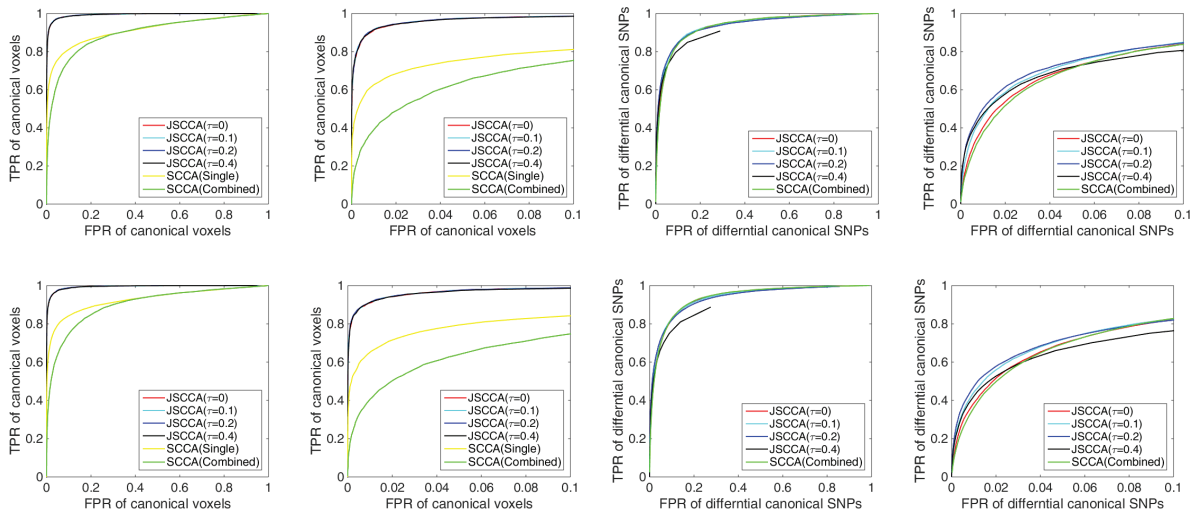 TPR of canonical voxels
1
0.8
0.6
0.4
0.2
0
JSCCA(τ=0)
JSCCA(τ=0.1)
JSCCA(τ=0.2)
JSCCA(τ=0.4)
SCCA(Single)
SCCA(Combined)
0 0.2 0.4 0.6 0.8 1
FPR of canonical voxels
TPR of canonical voxels
1
0.8
0.6
0.4
0.2
0
JSCCA(τ=0)
JSCCA(τ=0.1)
JSCCA(τ=0.2)
JSCCA(τ=0.4)
SCCA(Single)
SCCA(Combined)
0 0.02 0.04 0.06 0.08 0.1
FPR of canonical voxels
TPR of differntial canonical SNPs
1
0.8
0.6
0.4
0.2
0
JSCCA(τ=0)
JSCCA(τ=0.1)
JSCCA(τ=0.2)
JSCCA(τ=0.4)
SCCA(Combined)
0 0.2 0.4 0.6 0.8 1
FPR of differntial canonical SNPs
TPR of differntial canonical SNPs
1
0.8
0.6
0.4
0.2
0
JSCCA(τ=0)
JSCCA(τ=0.1)
JSCCA(τ=0.2)
JSCCA(τ=0.4)
SCCA(Combined)
0 0.02 0.04 0.06 0.08 0.1
FPR of differntial canonical SNPs
TPR of canonical voxels
1
0.8
0.6
0.4
0.2
0
JSCCA(τ=0)
JSCCA(τ=0.1)
JSCCA(τ=0.2)
JSCCA(τ=0.4)
SCCA(Single)
SCCA(Combined)
0 0.2 0.4 0.6 0.8 1
FPR of canonical voxels
TPR of canonical voxels
1
0.8
0.6
0.4
0.2
0
JSCCA(τ=0)
JSCCA(τ=0.1)
JSCCA(τ=0.2)
JSCCA(τ=0.4)
SCCA(Single)
SCCA(Combined)
0 0.02 0.04 0.06 0.08 0.1
FPR of canonical voxels
TPR of differntial canonical SNPs
1
0.8
0.6
0.4
0.2
0
JSCCA(τ=0)
JSCCA(τ=0.1)
JSCCA(τ=0.2)
JSCCA(τ=0.4)
SCCA(Combined)
0 0.2 0.4 0.6 0.8 1
FPR of differntial canonical SNPs
TPR of differntial canonical SNPs
1
0.8
0.6
0.4
0.2
0
JSCCA(τ=0)
JSCCA(τ=0.1)
JSCCA(τ=0.2)
JSCCA(τ=0.4)
SCCA(Combined)
0 0.02 0.04 0.06 0.08 0.1
FPR of differntial canonical SNPs